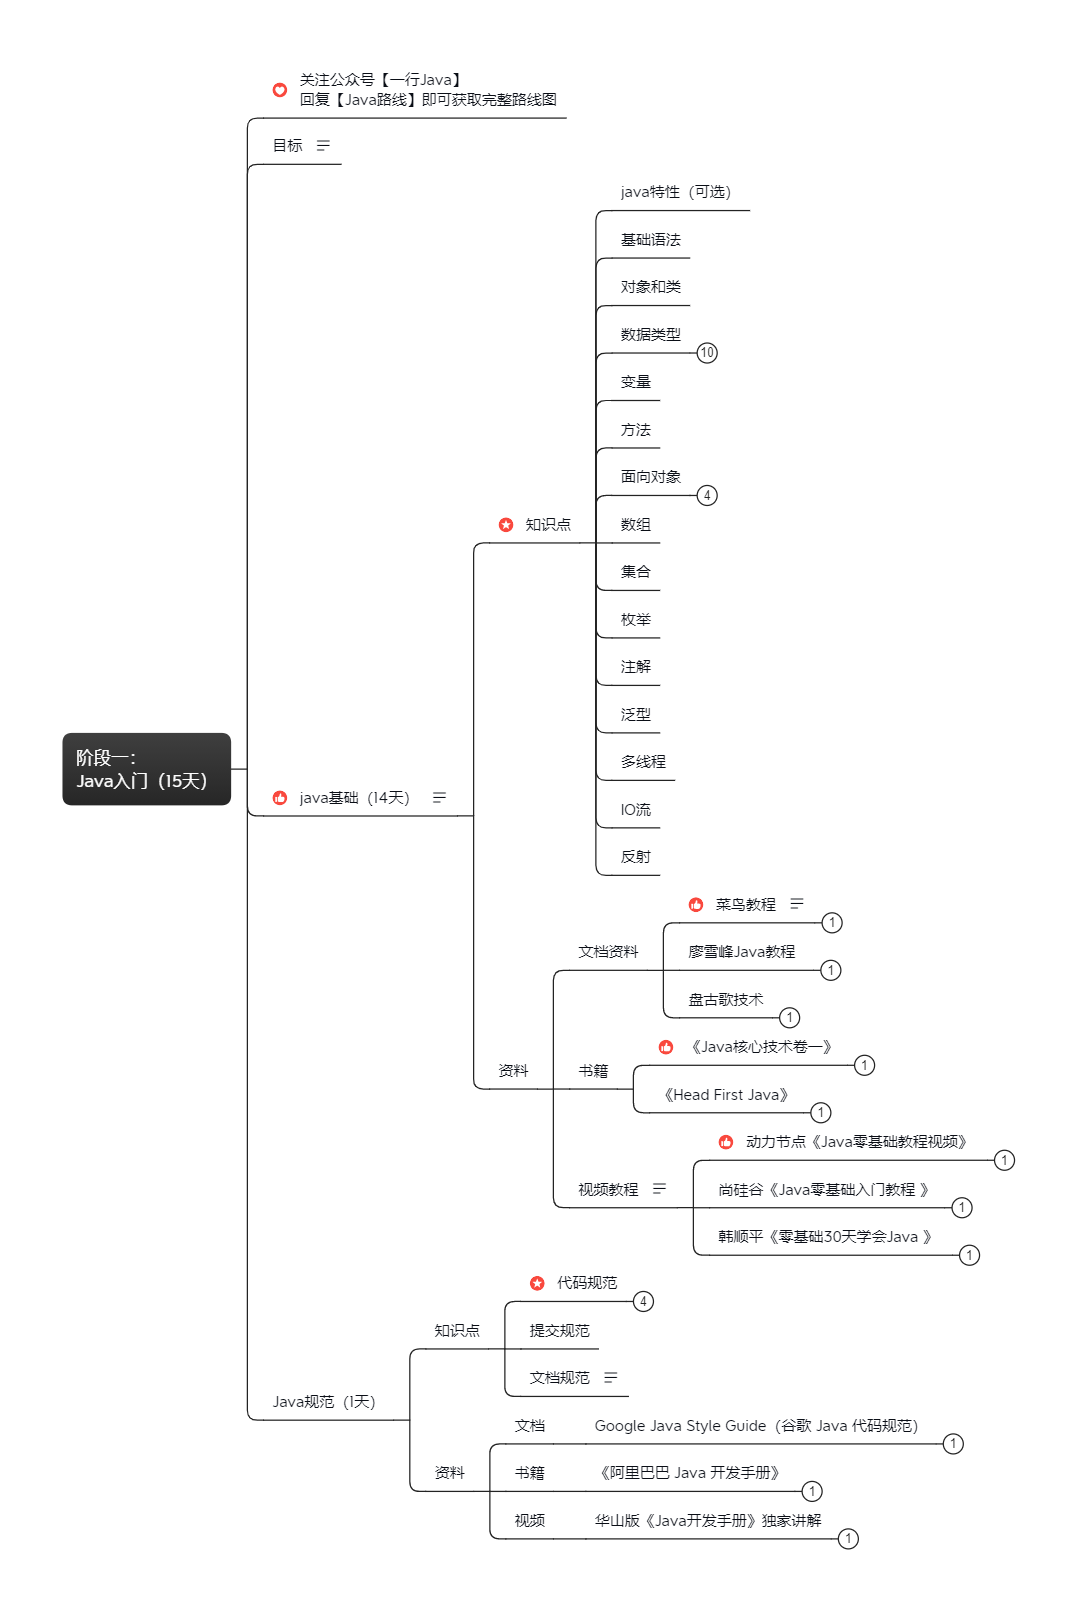 关注公众号【一行Java】
回复【Java路线】即可获取完整路线图
目标
java特性（可选）
基础语法
对象和类
数据类型
10
变量
方法
面向对象
4
知识点
数组
集合
枚举
注解
泛型
多线程
IO流
反射
阶段一：
Java入门（15天）
java基础（14天）
菜鸟教程
1
文档资料
廖雪峰Java教程
1
盘古歌技术
1
资料
书籍
《Java核心技术卷一》
1
《Head First Java》
1
动力节点《Java零基础教程视频》
1
视频教程
尚硅谷《Java零基础入门教程 》
1
韩顺平《零基础30天学会Java 》
1
代码规范
4
知识点
提交规范
文档规范
Java规范（1天）
文档
Google Java Style Guide（谷歌 Java 代码规范）
1
资料
书籍
《阿里巴巴 Java 开发手册》
1
视频
华山版《Java开发手册》独家讲解
1